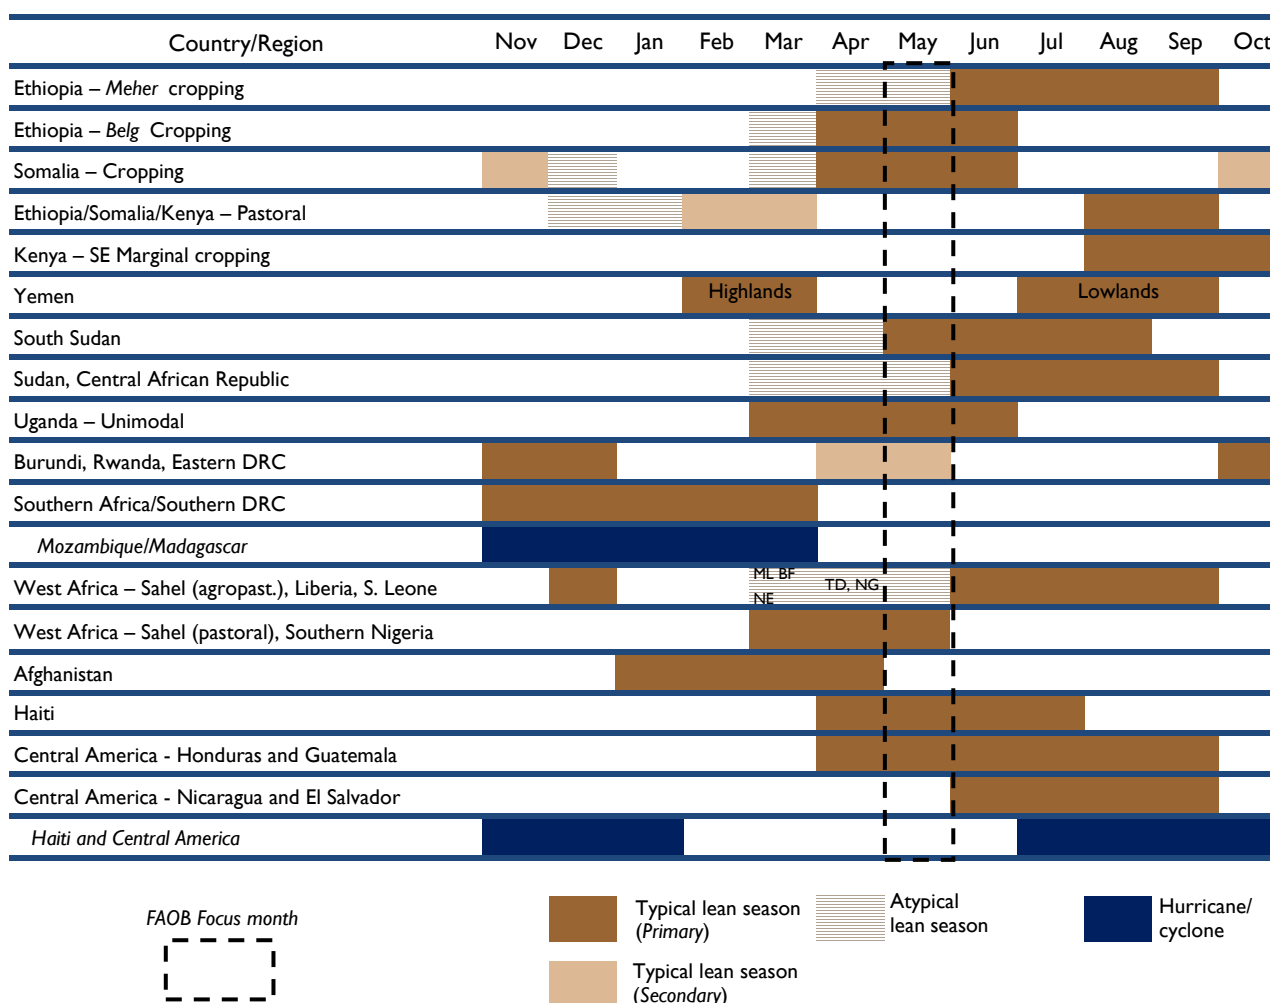 Country/Region Nov Dec Jan Feb Mar Apr May Jun Jul Aug Sep Oct
Ethiopia – Meher cropping
Ethiopia – Belg Cropping
Somalia – Cropping
Ethiopia/Somalia/Kenya – Pastoral
Kenya – SE Marginal cropping
Yemen Highlands Lowlands
South Sudan
Sudan, Central African Republic
Uganda – Unimodal
Burundi, Rwanda, Eastern DRC
Southern Africa/Southern DRC
Mozambique/Madagascar
West Africa – Sahel (agropast.), Liberia, S. Leone ML BF TD, NG
NE
West Africa – Sahel (pastoral), Southern Nigeria
Afghanistan
Haiti
Central America - Honduras and Guatemala
Central America - Nicaragua and El Salvador
Haiti and Central America
FAOB Focus month
Typical lean season
(Primary)
Atypical
lean season
Hurricane/
cyclone
Typical lean season
(Secondary)